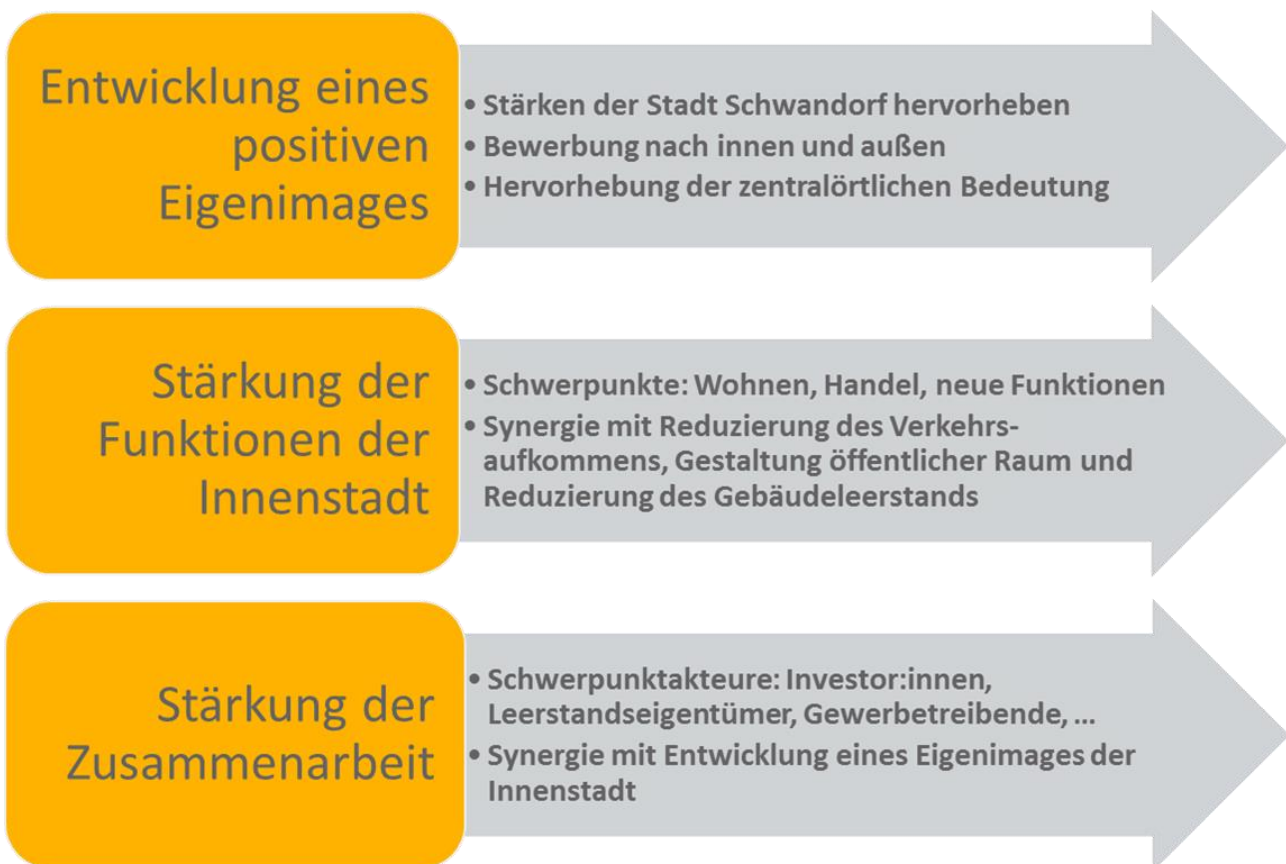 Entwicklung eines
positiven
Eigenimages
• Stärken der Stadt Schwandorf hervorheben
• Bewerbung nach innen und außen
• Hervorhebung der zentralörtlichen Bedeutung
Stärkung der
Funktionen der
Innenstadt
• Schwerpunkte: Wohnen, Handel, neue Funktionen
• Synergie mit Reduzierung des Verkehrs-
aufkommens, Gestaltung öffentlicher Raum und
Reduzierung des Gebäudeleerstands
Stärkung der
Zusammenarbeit
• Schwerpunktakteure: Investor:innen,
Leerstandseigentümer, Gewerbetreibende, ...
• Synergie mit Entwicklung eines Eigenimages der
Innenstadt